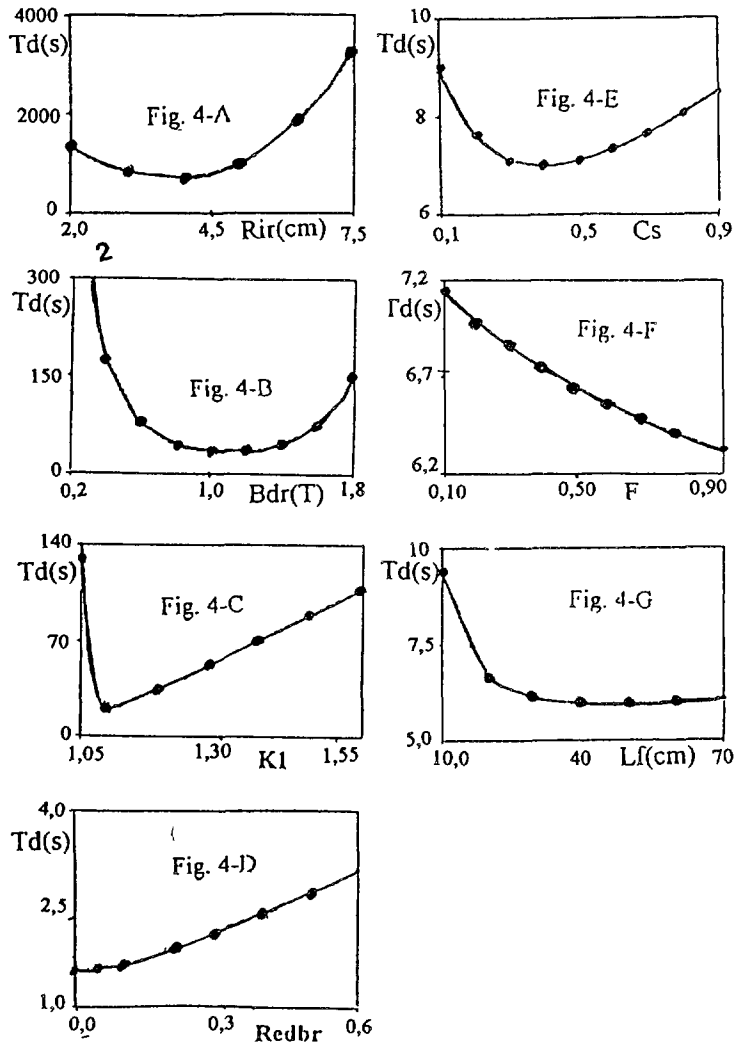 4000
Td(s)
2000
0
Fig. 4-A
2,0
4,5
Rir(cm)
7,5
10
Td(s)
8
6
Fig. 4-E
0,1
0,5
Cs
0,9
2
300
Td(s)
150
0
Fig. 4-B
0,2
1,0
Bdr(T)
1,8
7,2
Td(s)
6,7
6,2
Fig. 4-F
0,10
0,50
F
0,90
140
Td(s)
70
0
Fig. 4-C
1,05
1,30
K1
1,55
10
Td(s)
7,5
5,0
Fig. 4-G
10,0
40
Lf(cm)
70
4,0
Td(s)
2,5
1,0
Fig. 4-D
0,0
0,3
Redbr
0,6